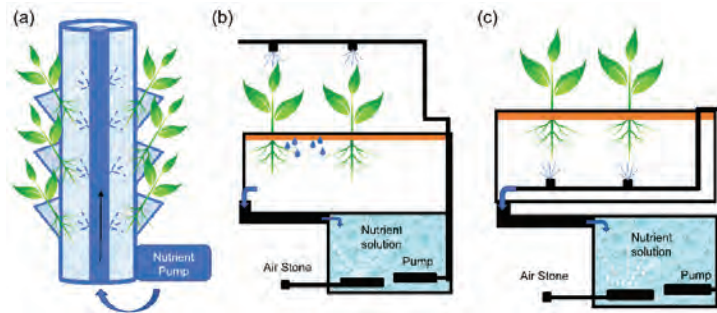 (a)
Nutrient
Pump
(b)
Nutrient
solution
Air Stone
Pump
(c)
Nutrient
solution
Air Stone
Pump